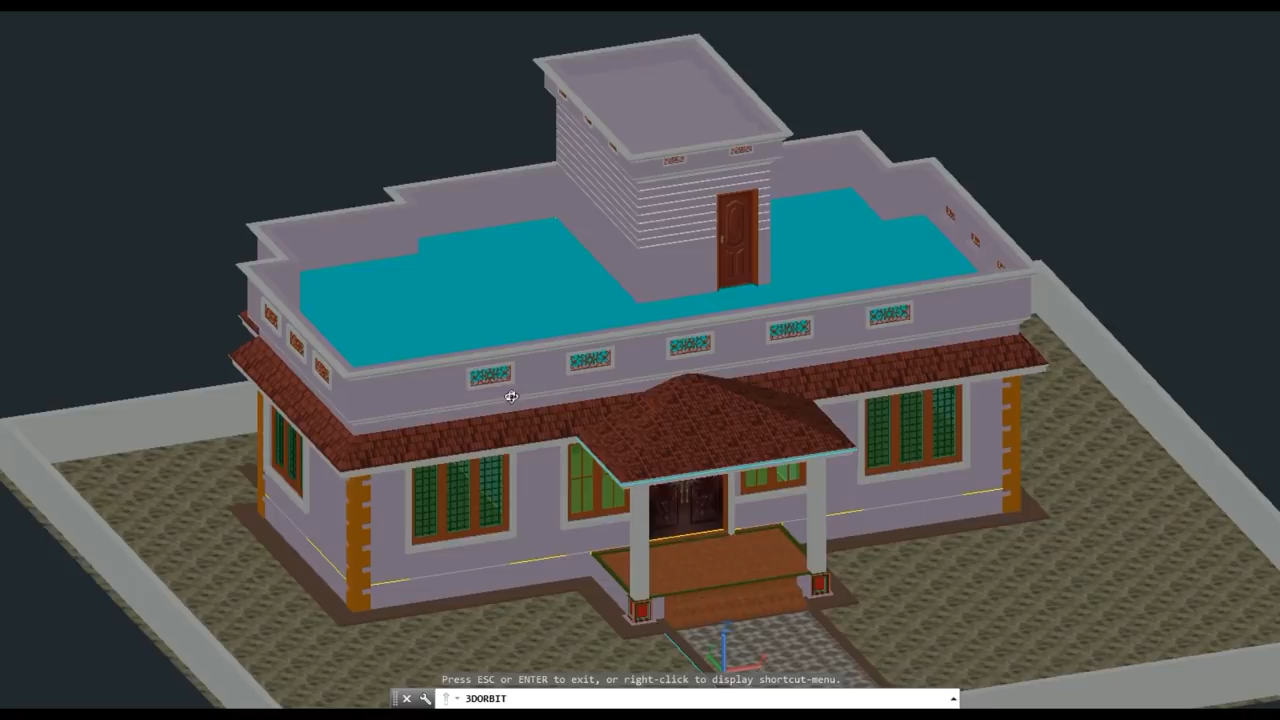 Press ESC or ENTER to exit, or right-click to display shortcut-menu.
3DORBIT